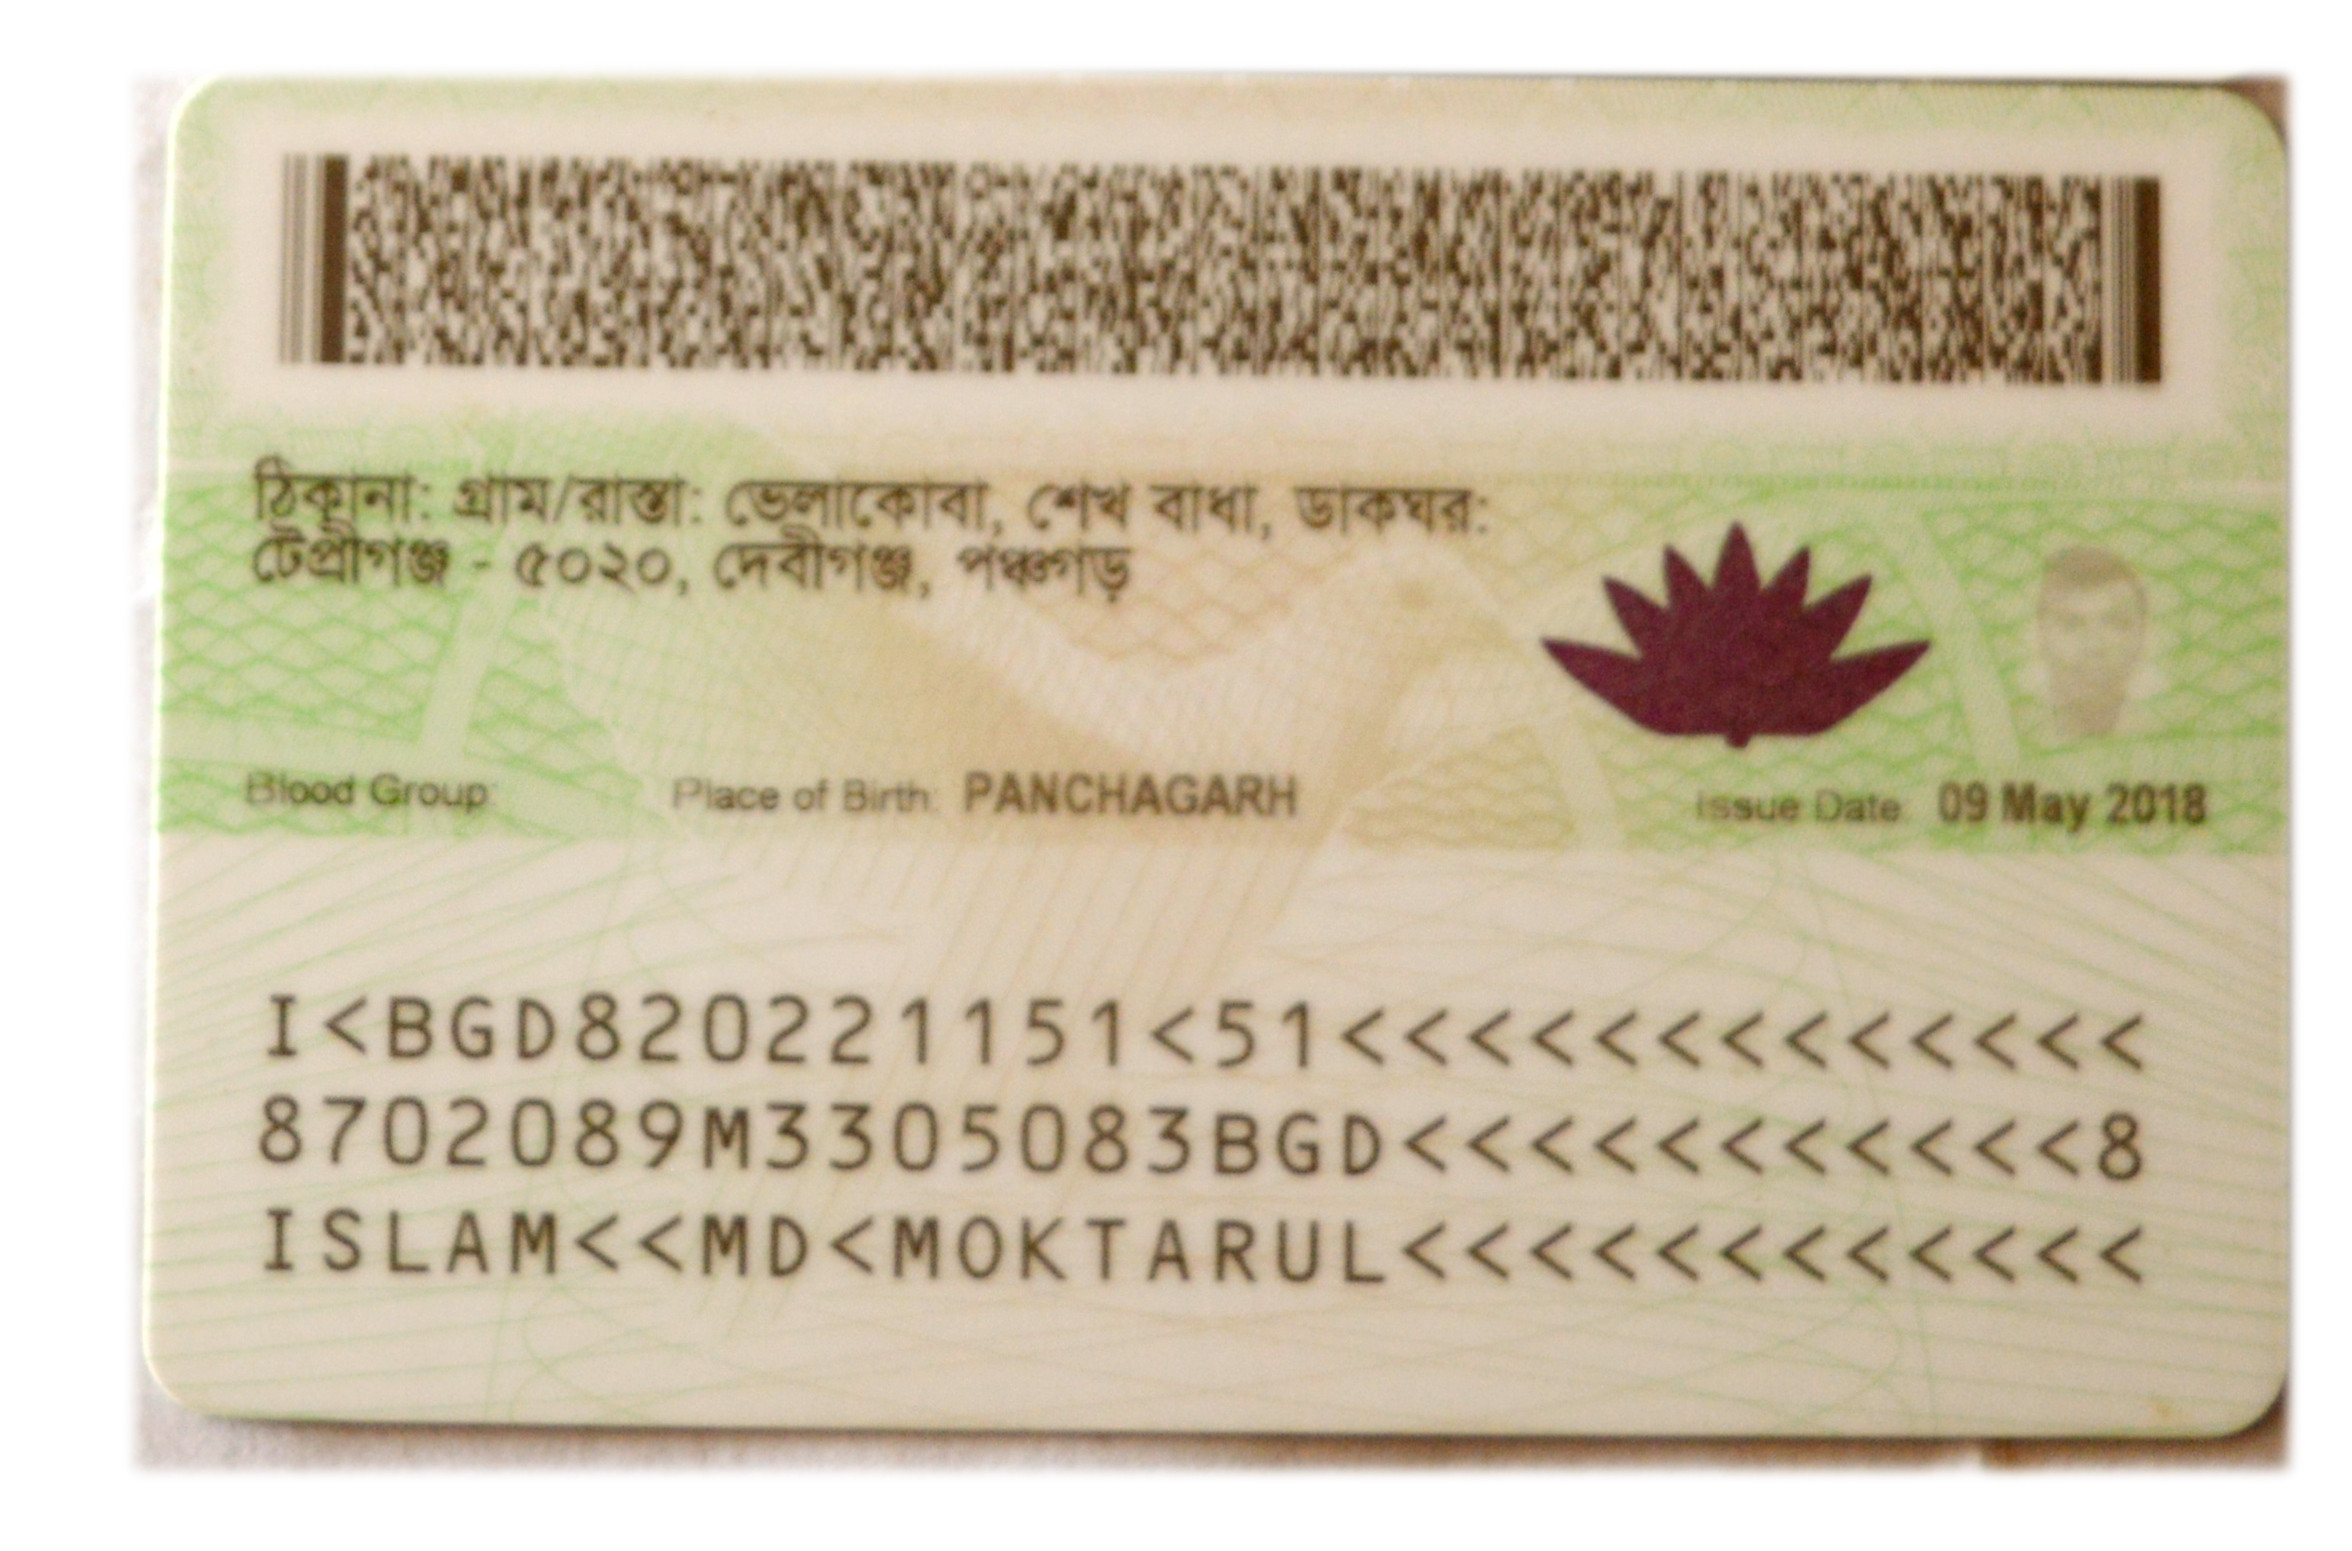 ঠিকানা: গ্রাম/রাস্তা: ভেলাকোবা, শেখ বাধা, ডাকঘর:
টেপ্রীগঞ্জ - ৫০২০, দেবীগঞ্জ, পঞ্চগড়
Blood Group: Place of Birth: PANCHAGARH Issue Date: 09 May 2018
I<BGD820221151<51<<<<<<<<<<<<<
8702089M3305083BGD<<<<<<<<<<<8
ISLAM<<MD<MOKTARUL<<<<<<<<<<<<